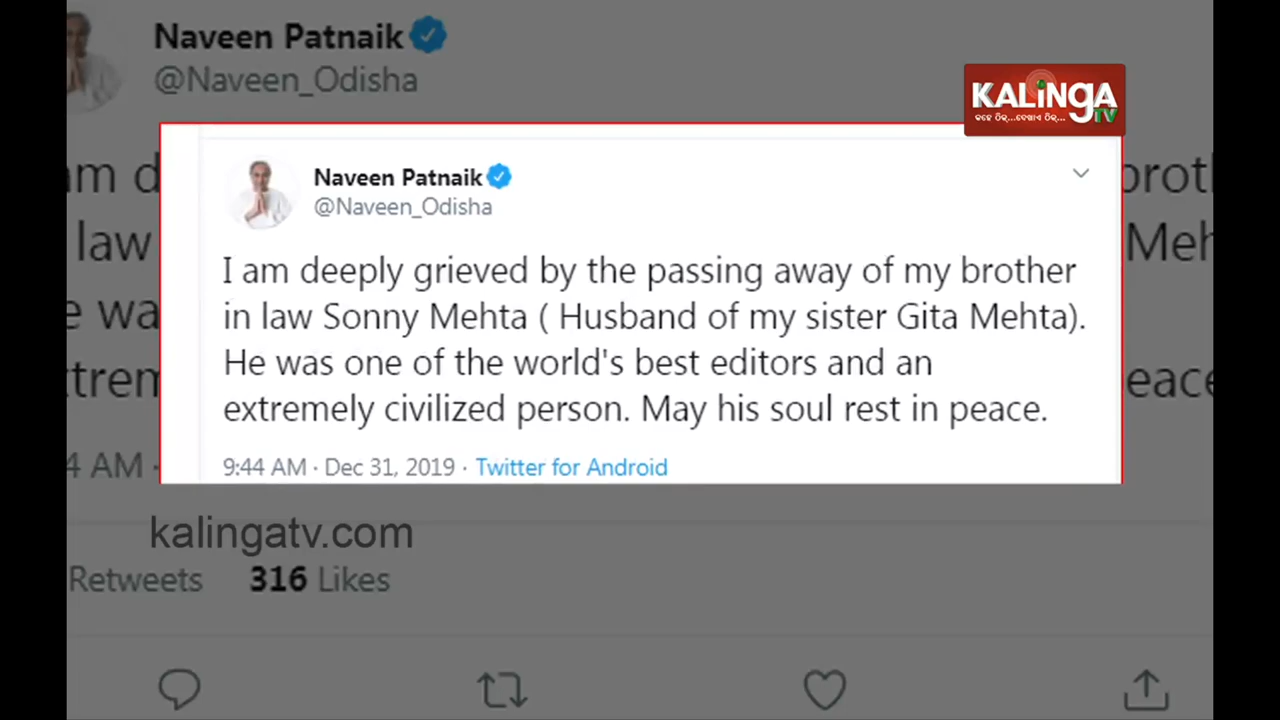 Naveen Patnaik
@Naveen_Odisha
KALiNGA TV
କହେ ଠିକ୍...ଦେଖାଏ ଠିକ୍...
Naveen Patnaik
@Naveen_Odisha
I am deeply grieved by the passing away of my brother
in law Sonny Mehta ( Husband of my sister Gita Mehta).
He was one of the world's best editors and an
extremely civilized person. May his soul rest in peace.
9:44 AM · Dec 31, 2019 · Twitter for Android
kalingatv.com
Retweets 316 Likes